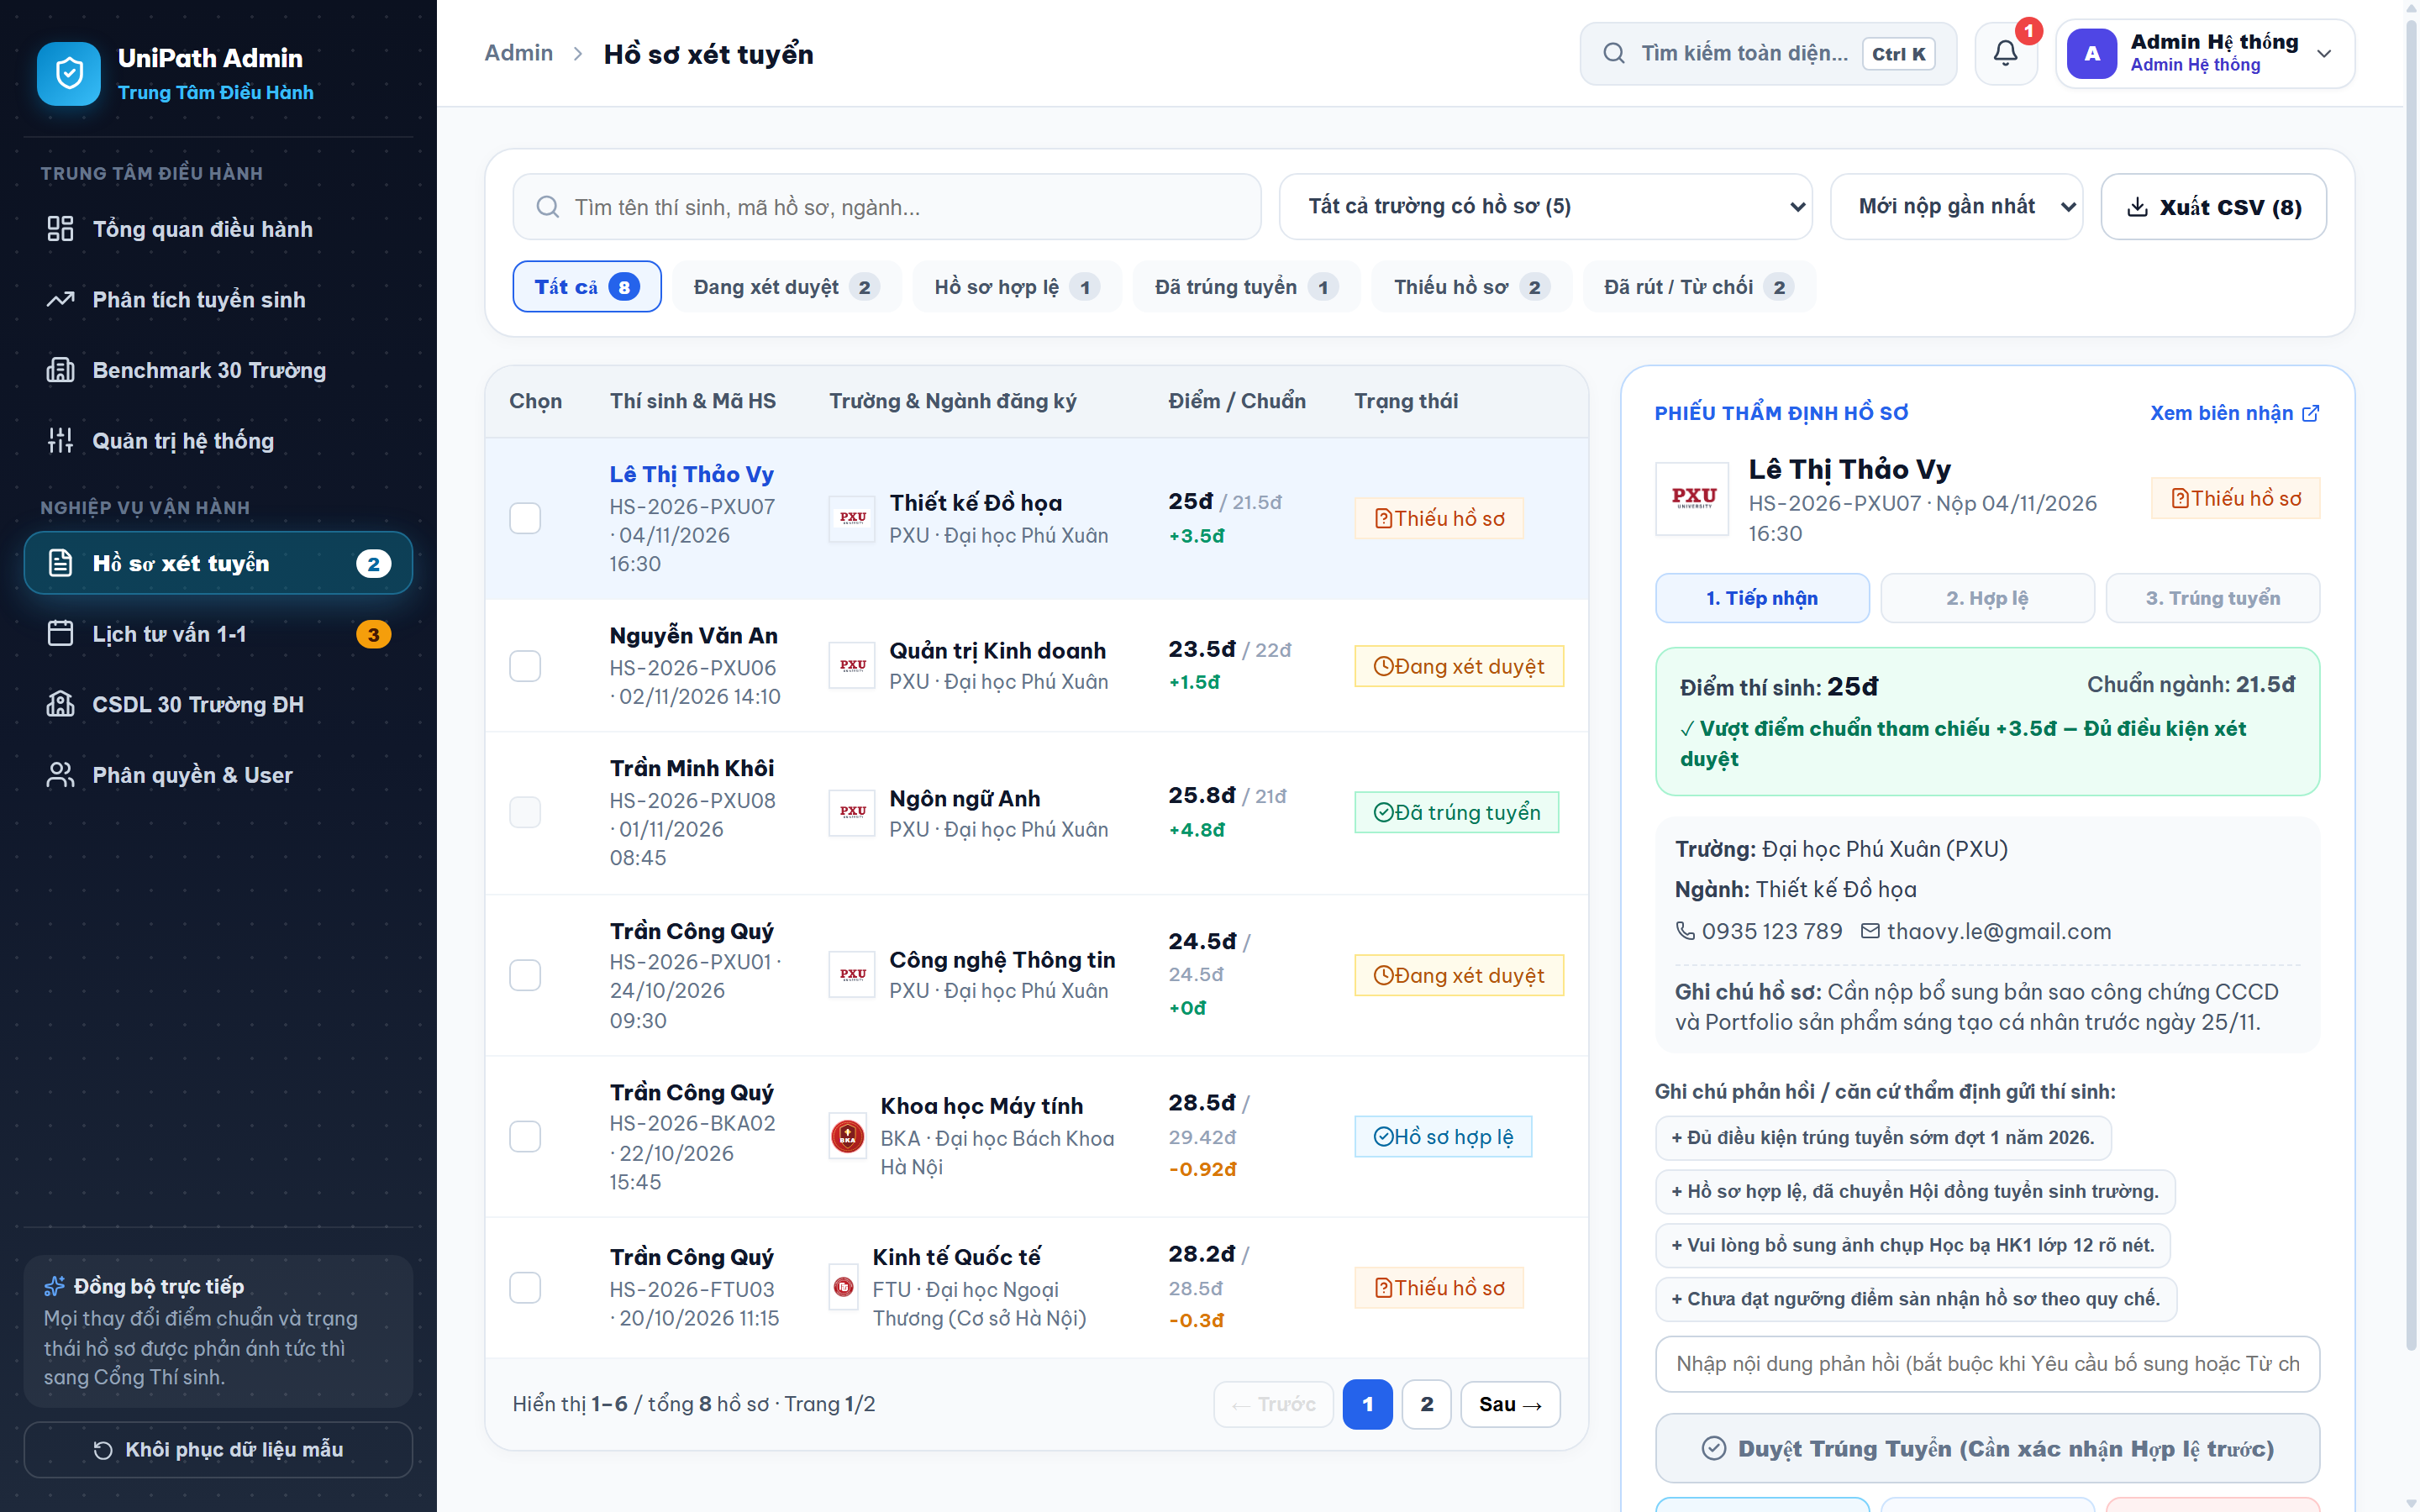 UniPath Admin
Trung Tâm Điều Hành
TRUNG TÂM ĐIỀU HÀNH
Tổng quan điều hành
Phân tích tuyển sinh
Benchmark 30 Trường
Quản trị hệ thống
NGHIỆP VỤ VẬN HÀNH
Hồ sơ xét tuyển 2
Lịch tư vấn 1-1 3
CSDL 30 Trường ĐH
Phân quyền & User
Đồng bộ trực tiếp
Mọi thay đổi điểm chuẩn và trạng
thái hồ sơ được phản ánh tức thì
sang Cổng Thí sinh.
Khôi phục dữ liệu mẫu
Admin > Hồ sơ xét tuyển
Tìm kiếm toàn diện... Ctrl K
1
A
Admin Hệ thống
Admin Hệ thống
Tìm tên thí sinh, mã hồ sơ, ngành...
Tất cả trường có hồ sơ (5)
Mới nộp gần nhất
Xuất CSV (8)
Tất cả 8
Đang xét duyệt 2
Hồ sơ hợp lệ 1
Đã trúng tuyển 1
Thiếu hồ sơ 2
Đã rút / Từ chối 2
Chọn Thí sinh & Mã HS Trường & Ngành đăng ký Điểm / Chuẩn Trạng thái
Lê Thị Thảo Vy
HS-2026-PXU07
· 04/11/2026
16:30
PXU
UNIVERSITY
Thiết kế Đồ họa
PXU · Đại học Phú Xuân
25đ / 21.5đ
+3.5đ
Thiếu hồ sơ
Nguyễn Văn An
HS-2026-PXU06
· 02/11/2026 14:10
PXU
UNIVERSITY
Quản trị Kinh doanh
PXU · Đại học Phú Xuân
23.5đ / 22đ
+1.5đ
Đang xét duyệt
Trần Minh Khôi
HS-2026-PXU08
· 01/11/2026
08:45
PXU
UNIVERSITY
Ngôn ngữ Anh
PXU · Đại học Phú Xuân
25.8đ / 21đ
+4.8đ
Đã trúng tuyển
Trần Công Quý
HS-2026-PXU01 ·
24/10/2026
09:30
PXU
UNIVERSITY
Công nghệ Thông tin
PXU · Đại học Phú Xuân
24.5đ /
24.5đ
+0đ
Đang xét duyệt
Trần Công Quý
HS-2026-BKA02
· 22/10/2026
15:45
BKA
Khoa học Máy tính
BKA · Đại học Bách Khoa
Hà Nội
28.5đ /
29.42đ
-0.92đ
Hồ sơ hợp lệ
Trần Công Quý
HS-2026-FTU03
· 20/10/2026 11:15
Kinh tế Quốc tế
FTU · Đại học Ngoại
Thương (Cơ sở Hà Nội)
28.2đ /
28.5đ
-0.3đ
Thiếu hồ sơ
Hiển thị 1–6 / tổng 8 hồ sơ · Trang 1/2
← Trước 1 2 Sau →
PHIẾU THẨM ĐỊNH HỒ SƠ
Xem biên nhận
PXU
UNIVERSITY
Lê Thị Thảo Vy
HS-2026-PXU07 · Nộp 04/11/2026
16:30
Thiếu hồ sơ
1. Tiếp nhận
2. Hợp lệ
3. Trúng tuyển
Điểm thí sinh: 25đ
Chuẩn ngành: 21.5đ
✓ Vượt điểm chuẩn tham chiếu +3.5đ — Đủ điều kiện xét
duyệt
Trường: Đại học Phú Xuân (PXU)
Ngành: Thiết kế Đồ họa
0935 123 789 thaovy.le@gmail.com
Ghi chú hồ sơ: Cần nộp bổ sung bản sao công chứng CCCD
và Portfolio sản phẩm sáng tạo cá nhân trước ngày 25/11.
Ghi chú phản hồi / căn cứ thẩm định gửi thí sinh:
+ Đủ điều kiện trúng tuyển sớm đợt 1 năm 2026.
+ Hồ sơ hợp lệ, đã chuyển Hội đồng tuyển sinh trường.
+ Vui lòng bổ sung ảnh chụp Học bạ HK1 lớp 12 rõ nét.
+ Chưa đạt ngưỡng điểm sàn nhận hồ sơ theo quy chế.
Nhập nội dung phản hồi (bắt buộc khi Yêu cầu bổ sung hoặc Từ ch
Duyệt Trúng Tuyển (Cần xác nhận Hợp lệ trước)